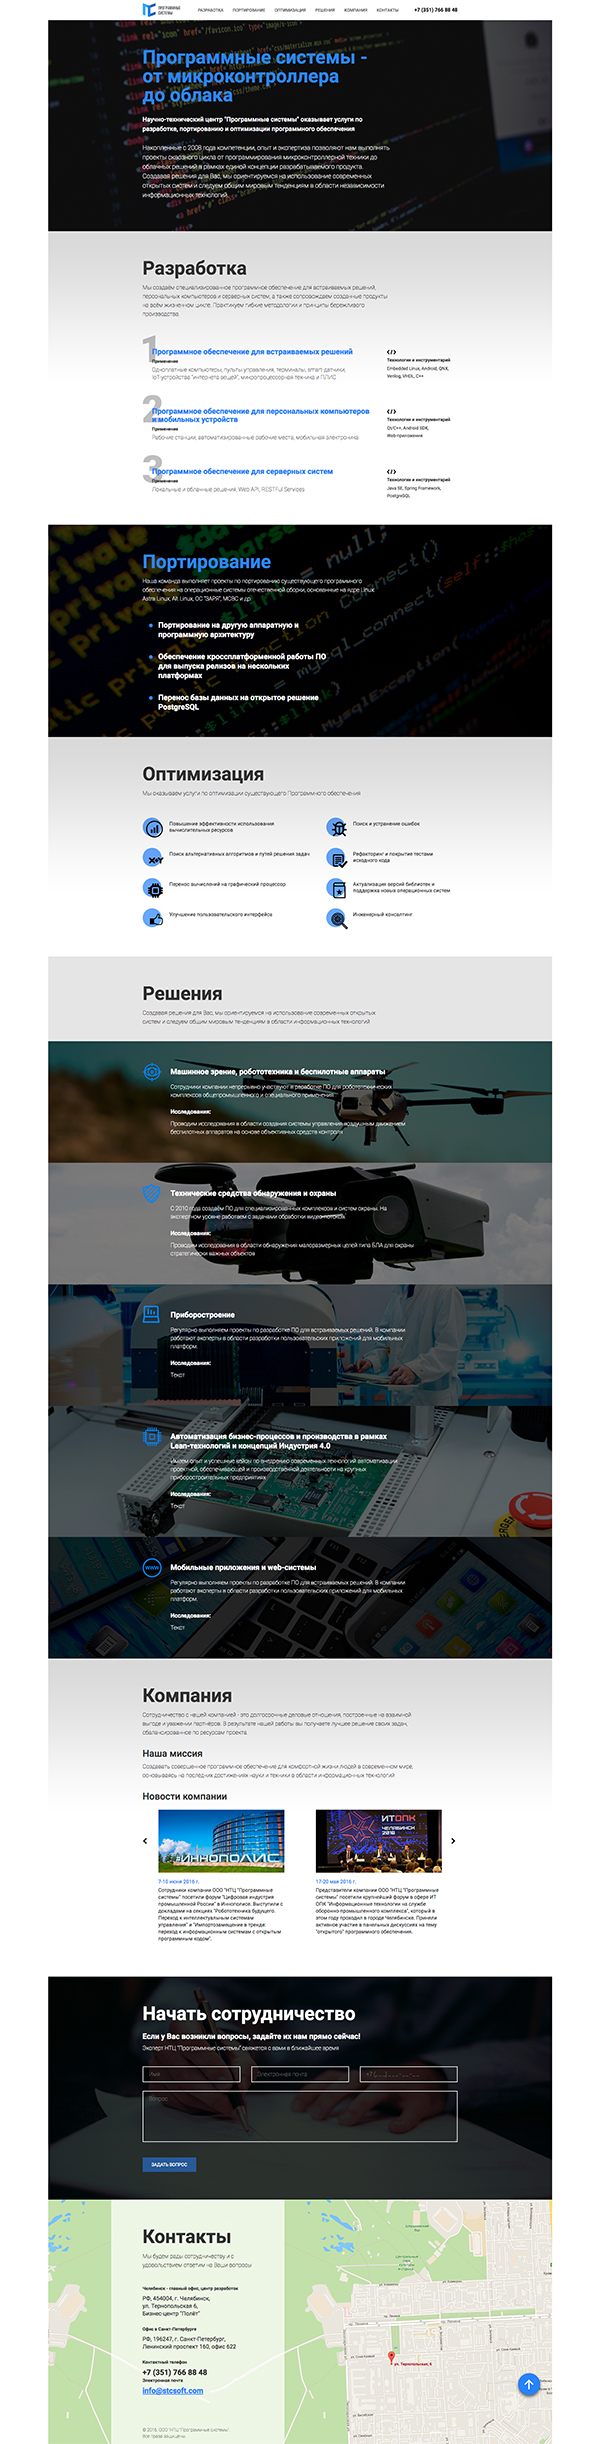 ПРОГРАММНЫЕ
СИСТЕМЫ
РАЗРАБОТКА ПОРТИРОВАНИЕ ОПТИМИЗАЦИЯ РЕШЕНИЯ КОМПАНИЯ КОНТАКТЫ +7 (351) 766 88 48
Программные системы -
от микроконтроллера
до облака
Научно-технический центр "Программные системы" оказывает услуги по
разработке, портированию и оптимизации программного обеспечения
Накопленные с 2008 года компетенции, опыт и экспертиза позволяют нам выполнять
проекты сквозного цикла от программирования микроконтроллерной техники до
облачных решений в рамках единой концепции разрабатываемого продукта.
Создавая решения для Вас, мы ориентируемся на использование современных
открытых систем и следуем общим мировым тенденциям в области независимости
информационных технологий.
Разработка
Мы создаём специализированное программное обеспечение для встраиваемых решений,
персональных компьютеров и серверных систем, а также сопровождаем созданные продукты
на всём жизненном цикле. Практикуем гибкие методологии и принципы бережливого
производства.
1
Программное обеспечение для встраиваемых решений
Применение
Одноплатные компьютеры, пульты управления, терминалы, smart-датчики,
IoT устройства "интернета вещей", микропроцессорная техника и ПЛИС
Технологии и инструментарий
Embedded Linux, Android, QNX,
Verilog, VHDL, C++
2
Программное обеспечение для персональных компьютеров
и мобильных устройств
Применение
Рабочие станции, автоматизированные рабочие места, мобильная электроника
Технологии и инструментарий
Qt/C++, Android SDK,
Web-приложения
3
Программное обеспечение для серверных систем
Применение
Локальные и облачные решения, Web API, RESTFul Services
Технологии и инструментарий
Java SE, Spring Framework,
PostgreSQL
Портирование
Наша команда выполняет проекты по портированию существующего программного
обеспечения на операционные системы отечественной сборки, основанные на ядре Linux:
Astra Linux, Alt Linux, ОС "ЗАРЯ", МСВС и др.
Портирование на другую аппаратную и
программную архитектуру
Обеспечение кроссплатформенной работы ПО
для выпуска релизов на нескольких
платформах
Перенос базы данных на открытое решение
PostgreSQL
Оптимизация
Мы оказываем услуги по оптимизации существующего Программного обеспечения
Повышение эффективности использования
вычислительных ресурсов
Поиск и устранение ошибок
Поиск альтернативных алгоритмов и путей решения задач
Рефакторинг и покрытие тестами
исходного кода
Перенос вычислений на графический процессор
Актуализация версий библиотек и
поддержка новых операционных систем
Улучшение пользовательского интерфейса
Инженерный консалтинг
Решения
Создавая решения для Вас, мы ориентируемся на использование современных открытых
систем и следуем общим мировым тенденциям в области информационных технологий
Машинное зрение, робототехника и беспилотные аппараты
Сотрудники компании непрерывно участвуют в разработке ПО для робототехнических
комплексов общепромышленного и специального применения
Исследования:
Проводим исследования в области создания системы управления воздушным движением
беспилотных аппаратов на основе объективных средств контроля
Технические средства обнаружения и охраны
С 2010 года создаём ПО для специализированных комплексов и систем охраны. На
экспертном уровне работаем с задачами обработки видеопотоков
Исследования:
Проводим исследования в области обнаружения малоразмерных целей типа БЛА для охраны
стратегически важных объектов
Приборостроение
Регулярно выполняем проекты по разработке ПО для встраиваемых решений. В компании
работают эксперты в области разработки пользовательских приложений для мобильных
платформ.
Исследования:
Текст
Автоматизация бизнес-процессов и производства в рамках
Lean-технологий и концепций Индустрия 4.0
Имеем опыт и успешные кейсы по внедрению современных технологий автоматизации
проектной, обеспечивающей и производственной деятельности на крупных
приборостроительных предприятиях
Исследования:
Текст
WWW
Мобильные приложения и web-системы
Регулярно выполняем проекты по разработке ПО для встраиваемых решений. В компании
работают эксперты в области разработки пользовательских приложений для мобильных
платформ.
Исследования:
Текст
Компания
Сотрудничество с нашей компанией - это долгосрочные деловые отношения, построенные на взаимной
выгоде и уважении партнёров. В результате нашей работы вы получаете лучшее решение своих задач,
сбалансированное по ресурсам проекта.
Наша миссия
Создавать совершенное программное обеспечение для комфортной жизни людей в современном мире,
основываясь на последних достижениях науки и техники в области информационных технологий
Новости компании
#ИННОПОЛИС
ИТОПК
ЧЕЛЯБИНСК
2016
7-10 июня 2016 г.
Сотрудники компании ООО "НТЦ "Программные
системы" посетили форум "Цифровая индустрия
промышленной России" в Иннополисе. Выступили с
докладами на секциях "Робототехника будущего.
Переход к интеллектуальным системам
управления" и "Импортозамещение в тренде:
переход к информационным системам с открытым
программным кодом".
17-20 мая 2016 г.
Представители компании ООО "НТЦ "Программные
системы" посетили крупнейший форум в сфере ИТ
ОПК "Информационные технологии на службе
оборонно-промышленного комплекса", который в
этом году проходил в городе Челябинске. Приняли
активное участие в панельных дискуссиях на тему
"открытого" программного обеспечения.
Начать сотрудничество
Если у Вас возникли вопросы, задайте их нам прямо сейчас!
Эксперт НТЦ "Программные системы" свяжется с вами в ближайшее время
Имя
Электронная почта
Вопрос
ЗАДАТЬ ВОПРОС
Контакты
Мы будем рады сотрудничеству и с
удовольствием ответим на Ваши вопросы
Челябинск - главный офис, центр разработок
РФ, 454004, г. Челябинск,
ул. Тернопольская 6,
Бизнес-центр "Полёт"
Офис в Санкт-Петербурге
РФ, 196247, г. Санкт-Петербург,
Ленинский проспект 160, офис 622
Контактный телефон
+7 (351) 766 88 48
Электронная почта
info@stcsoft.com
© 2016, ООО "НТЦ "Программные системы".
Все права защищены.
ул. Тернопольская, 6